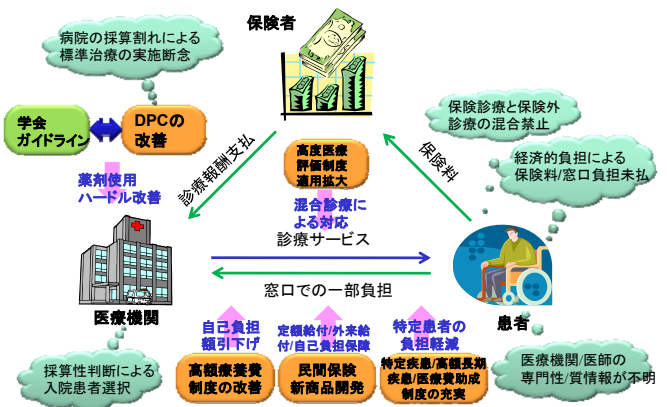 病院の採算割れによる
標準治療の実施断念
保険者
学会
ガイドライン
DPCの
改善
保険診療と保険外
診療の混合禁止
経済的負担による
保険料/窓口負担未払
診療報酬支払
高度医療
評価制度
適用拡大
保険料
薬剤使用
ハードル改善
混合診療に
よる対応
診療サービス
窓口での一部負担
医療機関
患者
自己負担
額引下げ
定額給付/外来給
付/自己負担保障
特定患者の
負担軽減
採算性判断による
入院患者選択
高額療養費
制度の改善
民間保険
新商品開発
特定疾患/高額長期
疾患/医療費助成
制度の充実
医療機関/医師の
専門性/質情報が不明